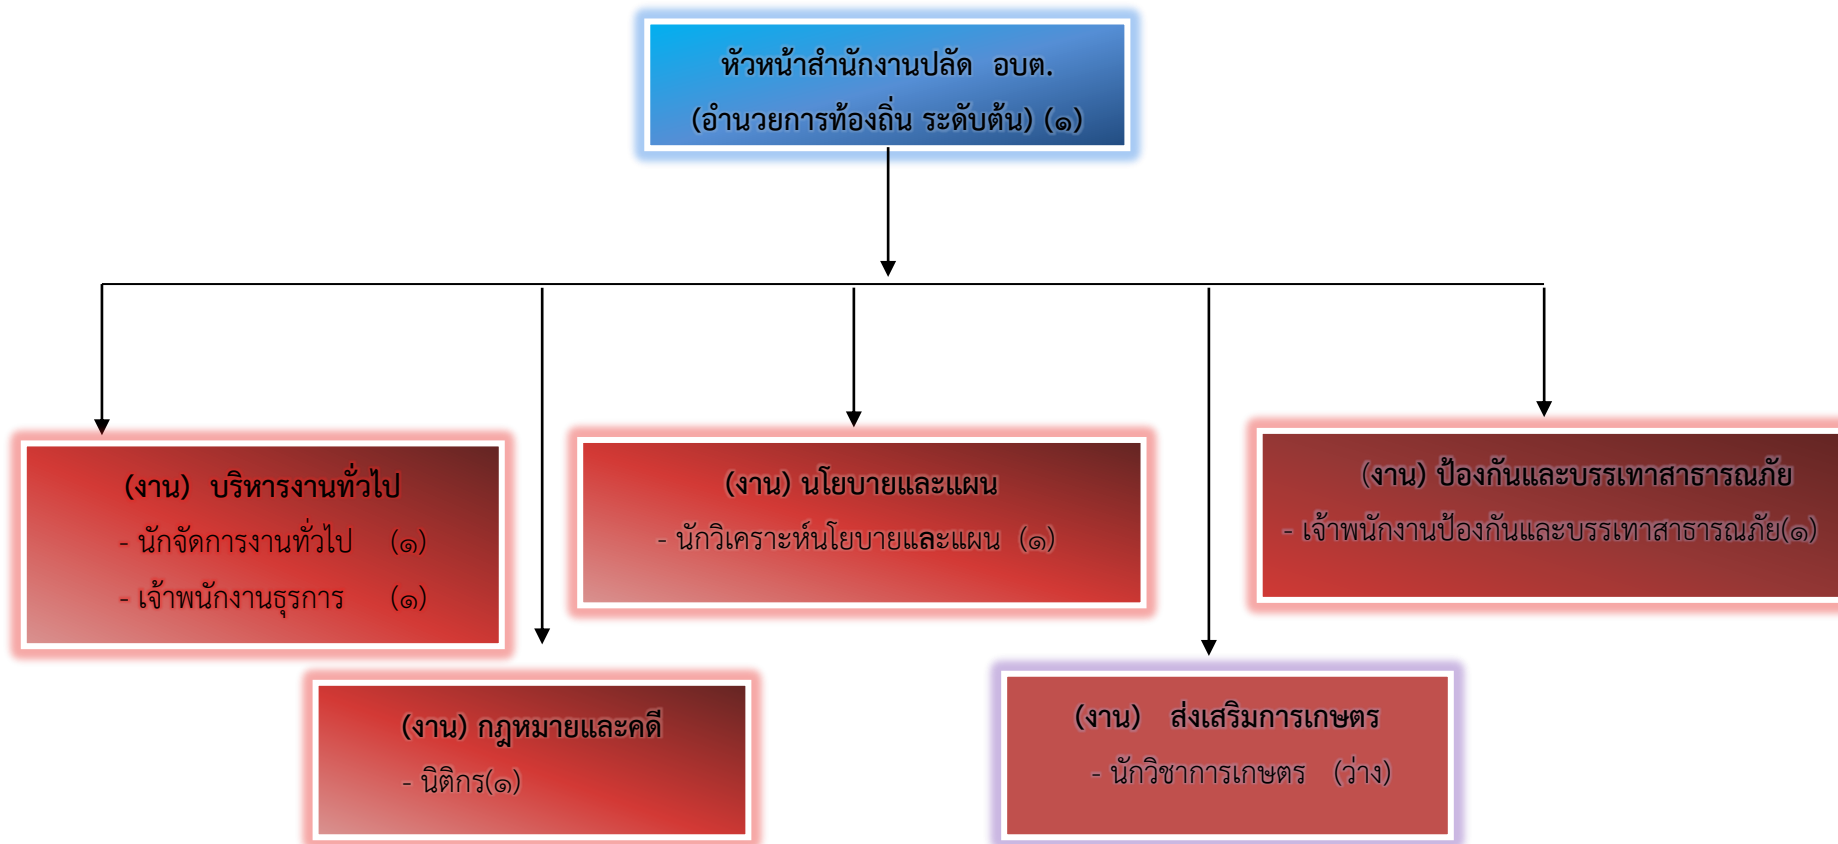 หัวหน้าสำนักงานปลัด อบต.
(อำนวยการท้องถิ่น ระดับต้น) (๑)
(งาน) บริหารงานทั่วไป
- นักจัดการงานทั่วไป (๑)
- เจ้าพนักงานธุรการ (๑)
(งาน) นโยบายและแผน
- นักวิเคราะห์นโยบายและแผน (๑)
(งาน) ป้องกันและบรรเทาสาธารณภัย
- เจ้าพนักงานป้องกันและบรรเทาสาธารณภัย(๑)
(งาน) กฎหมายและคดี
- นิติกร(๑)
(งาน) ส่งเสริมการเกษตร
- นักวิชาการเกษตร (ว่าง)